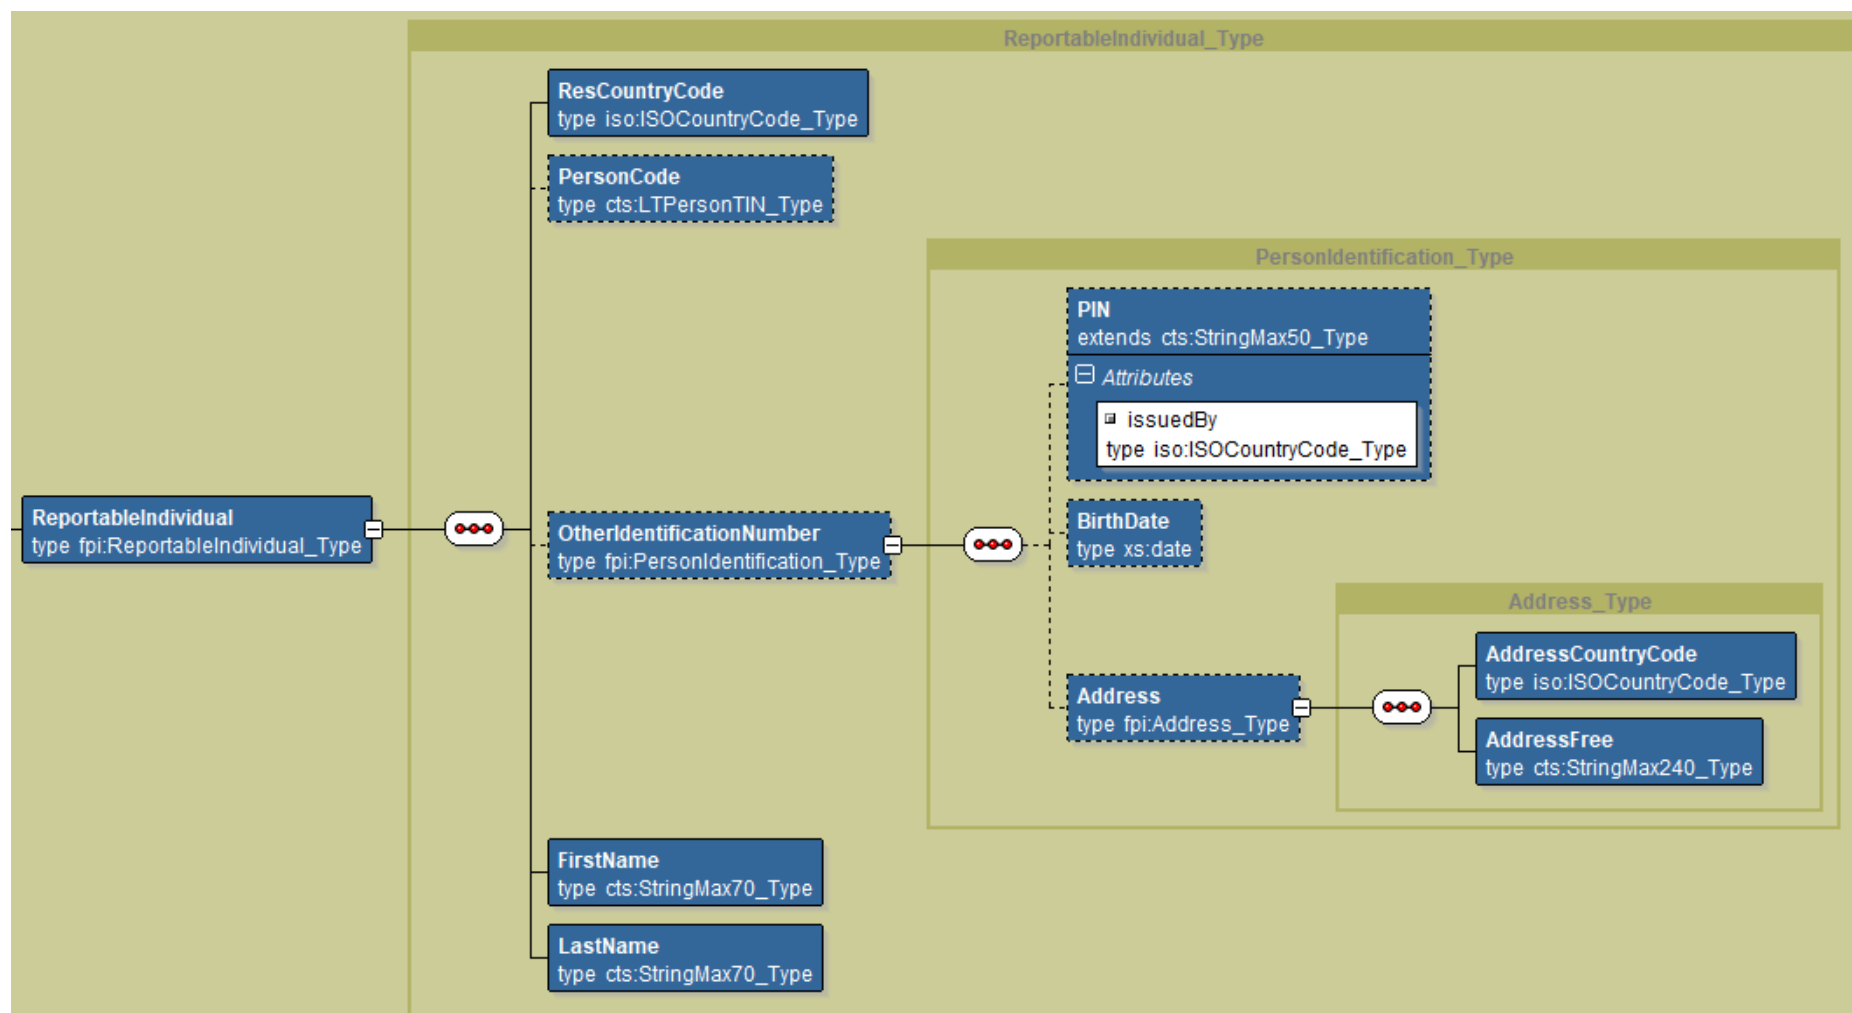 ReportableIndividual_Type
ResCountryCode
type iso:ISOCountryCode_Type
PersonCode
type cts:LTPersonTIN_Type
PersonIdentification_Type
PIN
extends cts:StringMax50_Type
Attributes
issuedBy
type iso:ISOCountryCode_Type
ReportableIndividual
type fpi:ReportableIndividual_Type
OtherIdentificationNumber
type fpi:PersonIdentification_Type
BirthDate
type xs:date
Address_Type
AddressCountryCode
type iso:ISOCountryCode_Type
Address
type fpi:Address_Type
AddressFree
type cts:StringMax240_Type
FirstName
type cts:StringMax70_Type
LastName
type cts:StringMax70_Type